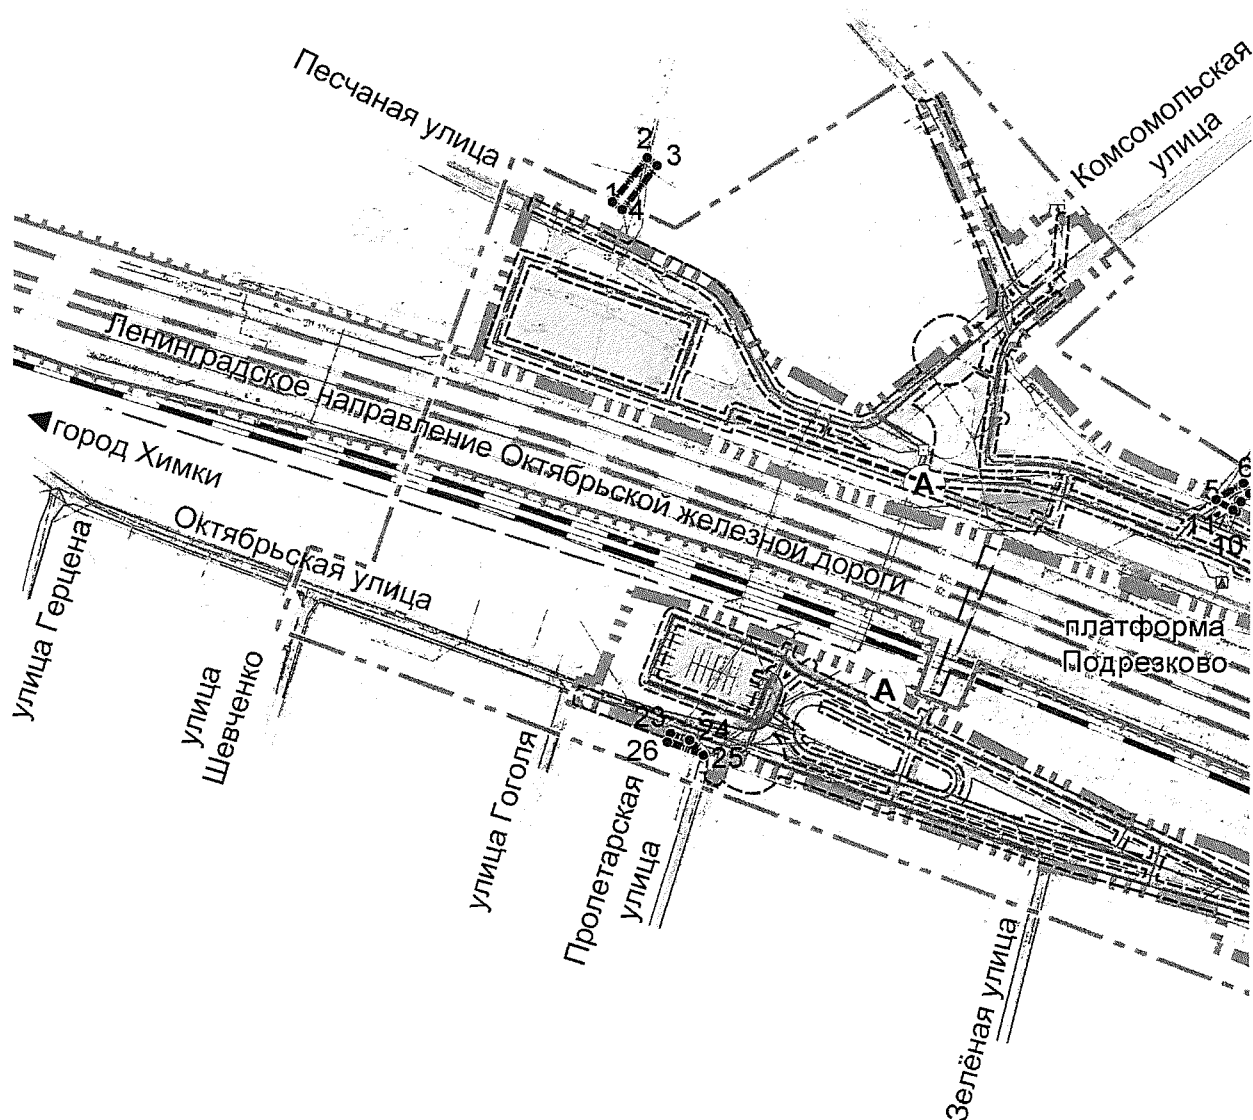 Песчаная улица
Комсомольская
улица
2
3
1
4
Ленинградское направление Октябрьской железной дороги
город Химки
Октябрьская улица
А
5
6
11
10
платформа
Подрезково
А
улица Герцена
улица
Шевченко
23
24
26
25
улица Гоголя
Пролетарская
улица
Зелёная улица